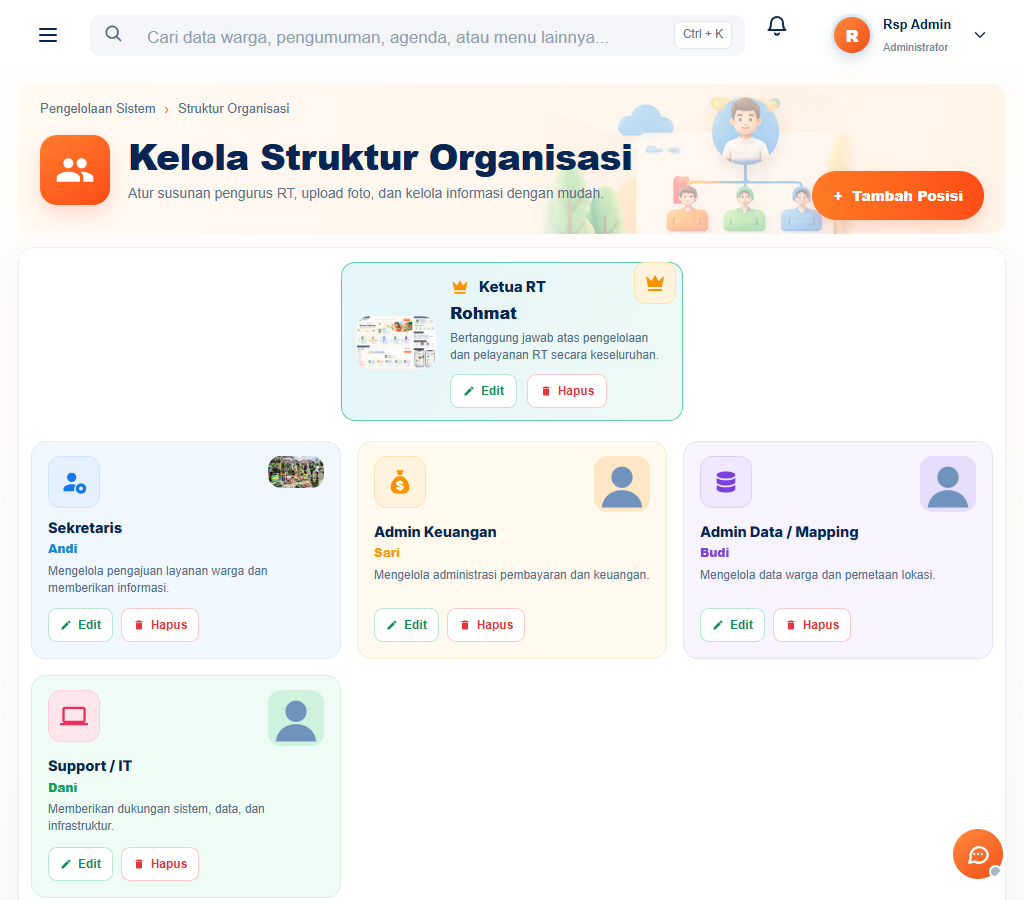 Cari data warga, pengumuman, agenda, atau menu lainnya...
Ctrl + K
R
Rsp Admin
Administrator
Pengelolaan Sistem › Struktur Organisasi
Kelola Struktur Organisasi
Atur susunan pengurus RT, upload foto, dan kelola informasi dengan mudah.
+ Tambah Posisi
Ketua RT
Rohmat
Bertanggung jawab atas pengelolaan
dan pelayanan RT secara keseluruhan.
Edit
Hapus
Sekretaris
Andi
Mengelola pengajuan layanan warga dan
memberikan informasi.
Edit
Hapus
Admin Keuangan
Sari
Mengelola administrasi pembayaran dan keuangan.
Edit
Hapus
Admin Data / Mapping
Budi
Mengelola data warga dan pemetaan lokasi.
Edit
Hapus
Support / IT
Dani
Memberikan dukungan sistem, data, dan
infrastruktur.
Edit
Hapus